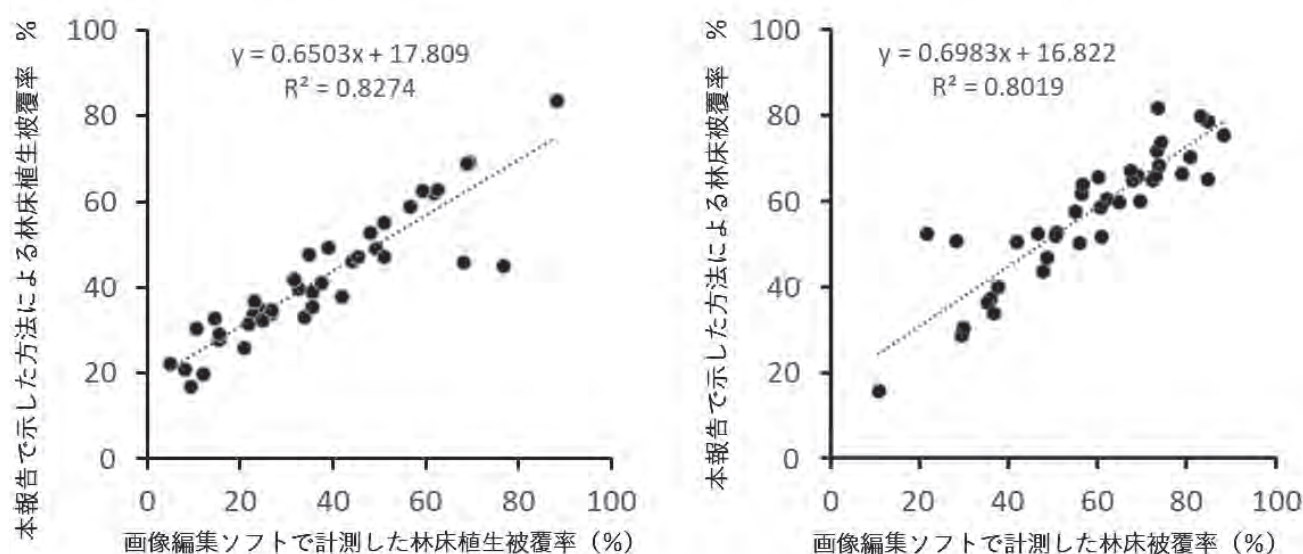 本報告で示した方法による林床植生被覆率 %
100
80
60
40
20
0
y = 0.6503x + 17.809
R² = 0.8274
0 20 40 60 80 100
画像編集ソフトで計測した林床植生被覆率（%）
本報告で示した方法による林床被覆率 %
100
80
60
40
20
0
y = 0.6983x + 16.822
R² = 0.8019
0 20 40 60 80 100
画像編集ソフトで計測した林床被覆率（%）